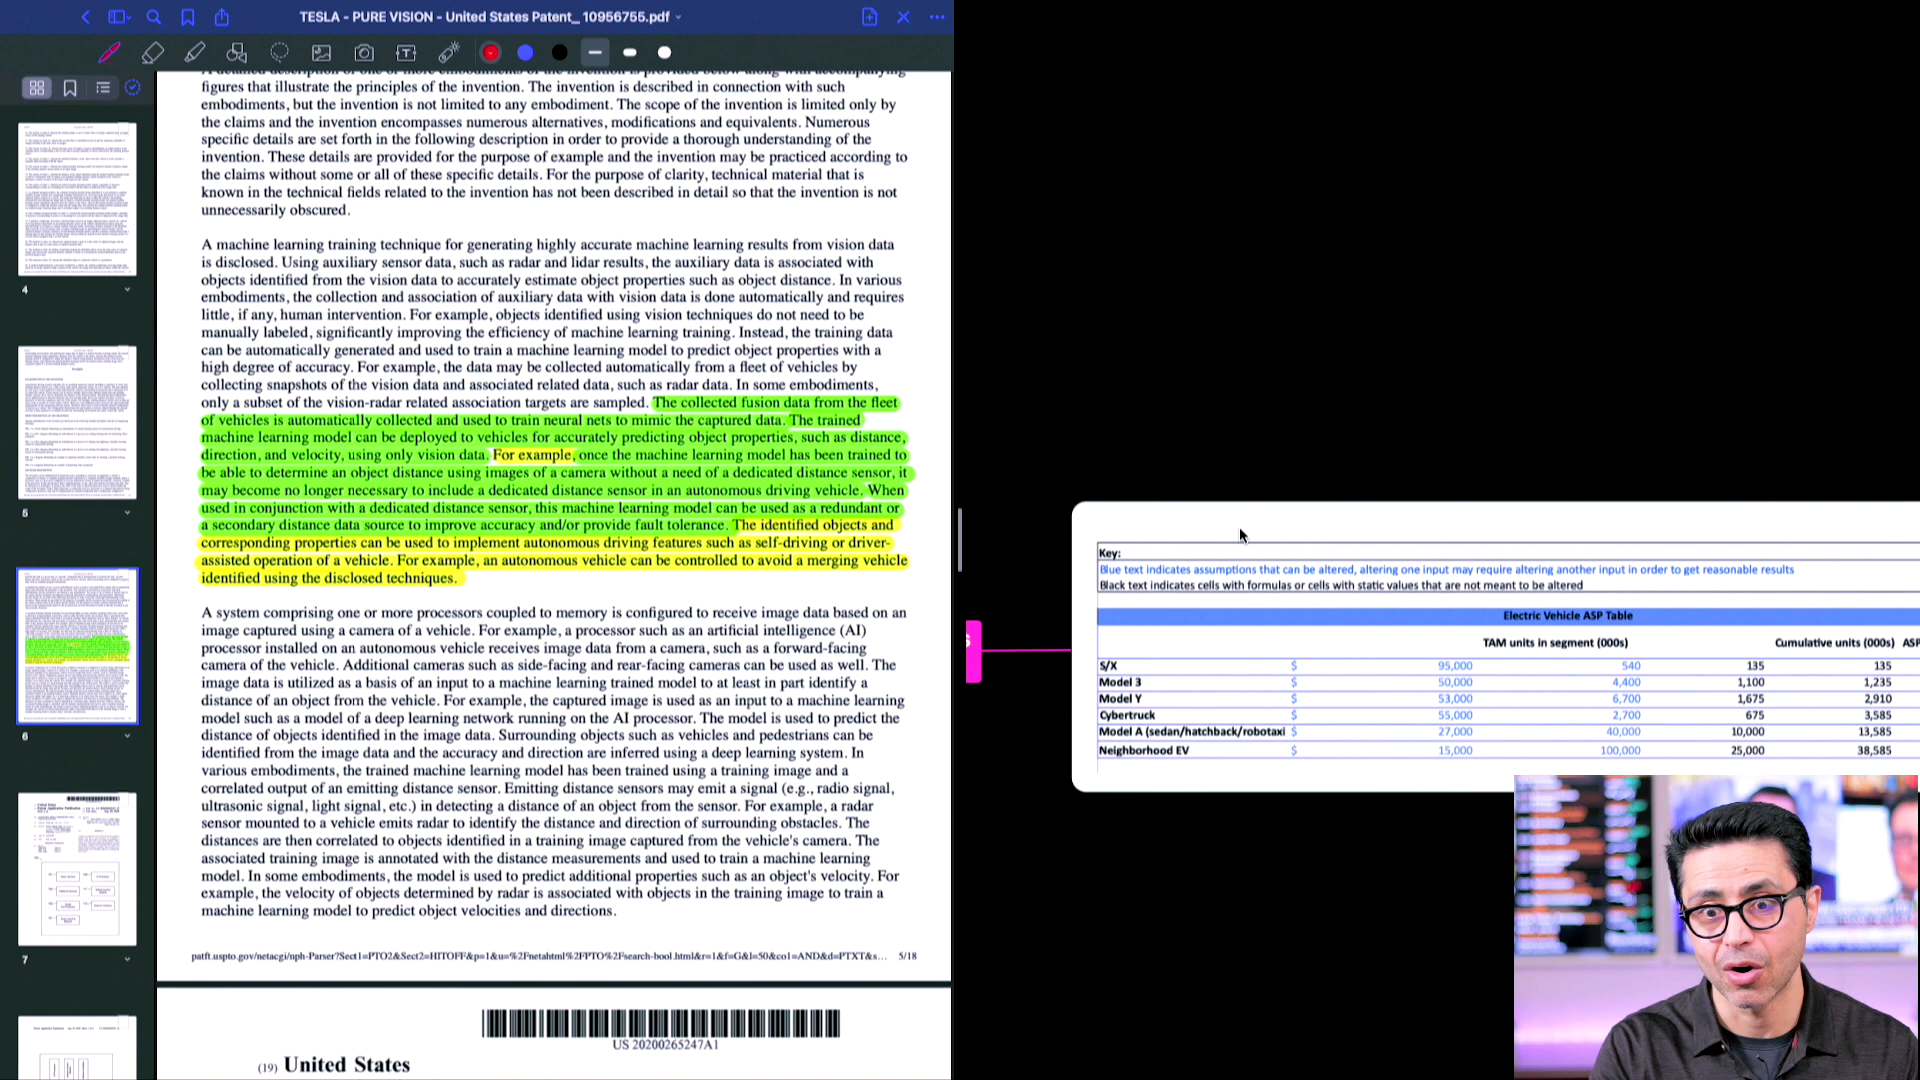 TESLA - PURE VISION - United States Patent_ 10956755.pdf
figures that illustrate the principles of the invention. The invention is described in connection with such
embodiments, but the invention is not limited to any embodiment. The scope of the invention is limited only by
the claims and the invention encompasses numerous alternatives, modifications and equivalents. Numerous
specific details are set forth in the following description in order to provide a thorough understanding of the
invention. These details are provided for the purpose of example and the invention may be practiced according to
the claims without some or all of these specific details. For the purpose of clarity, technical material that is
known in the technical fields related to the invention has not been described in detail so that the invention is not
unnecessarily obscured.
A machine learning training technique for generating highly accurate machine learning results from vision data
is disclosed. Using auxiliary sensor data, such as radar and lidar results, the auxiliary data is associated with
objects identified from the vision data to accurately estimate object properties such as object distance. In various
embodiments, the collection and association of auxiliary data with vision data is done automatically and requires
little, if any, human intervention. For example, objects identified using vision techniques do not need to be
manually labeled, significantly improving the efficiency of machine learning training. Instead, the training data
can be automatically generated and used to train a machine learning model to predict object properties with a
high degree of accuracy. For example, the data may be collected automatically from a fleet of vehicles by
collecting snapshots of the vision data and associated related data, such as radar data. In some embodiments,
only a subset of the vision-radar related association targets are sampled. The collected fusion data from the fleet
of vehicles is automatically collected and used to train neural nets to mimic the captured data. The trained
machine learning model can be deployed to vehicles for accurately predicting object properties, such as distance,
direction, and velocity, using only vision data. For example, once the machine learning model has been trained to
be able to determine an object distance using images of a camera without a need of a dedicated distance sensor, it
may become no longer necessary to include a dedicated distance sensor in an autonomous driving vehicle. When
used in conjunction with a dedicated distance sensor, this machine learning model can be used as a redundant or
a secondary distance data source to improve accuracy and/or provide fault tolerance. The identified objects and
corresponding properties can be used to implement autonomous driving features such as self-driving or driver-
assisted operation of a vehicle. For example, an autonomous vehicle can be controlled to avoid a merging vehicle
identified using the disclosed techniques.
A system comprising one or more processors coupled to memory is configured to receive image data based on an
image captured using a camera of a vehicle. For example, a processor such as an artificial intelligence (AI)
processor installed on an autonomous vehicle receives image data from a camera, such as a forward-facing
camera of the vehicle. Additional cameras such as side-facing and rear-facing cameras can be used as well. The
image data is utilized as a basis of an input to a machine learning trained model to at least in part identify a
distance of an object from the vehicle. For example, the captured image is used as an input to a machine learning
model such as a model of a deep learning network running on the AI processor. The model is used to predict the
distance of objects identified in the image data. Surrounding objects such as vehicles and pedestrians can be
identified from the image data and the accuracy and direction are inferred using a deep learning system. In
various embodiments, the trained machine learning model has been trained using a training image and a
correlated output of an emitting distance sensor. Emitting distance sensors may emit a signal (e.g., radio signal,
ultrasonic signal, light signal, etc.) in detecting a distance of an object from the sensor. For example, a radar
sensor mounted to a vehicle emits radar to identify the distance and direction of surrounding obstacles. The
distances are then correlated to objects identified in a training image captured from the vehicle's camera. The
associated training image is annotated with the distance measurements and used to train a machine learning
model. In some embodiments, the model is used to predict additional properties such as an object's velocity. For
example, the velocity of objects determined by radar is associated with objects in the training image to train a
machine learning model to predict object velocities and directions.
patft.uspto.gov/netacgi/nph-Parser?Sect1=PTO2&Sect2=HITOFF&p=1&u=%2Fnetahtml%2FPTO%2Fsearch-bool.html&r=1&f=G&l=50&co1=AND&d=PTXT&s... 5/18
US 20200265247A1
(19) United States
4
5
6
7
Key:
Blue text indicates assumptions that can be altered, altering one input may require altering another input in order to get reasonable results
Black text indicates cells with formulas or cells with static values that are not meant to be altered
Electric Vehicle ASP Table
TAM units in segment (000s) Cumulative units (000s) ASP
S/X $ 95,000 540 135 135
Model 3 $ 50,000 4,400 1,100 1,235
Model Y $ 53,000 6,700 1,675 2,910
Cybertruck $ 55,000 2,700 675 3,585
Model A (sedan/hatchback/robotaxi $ 27,000 40,000 10,000 13,585
Neighborhood EV $ 15,000 100,000 25,000 38,585